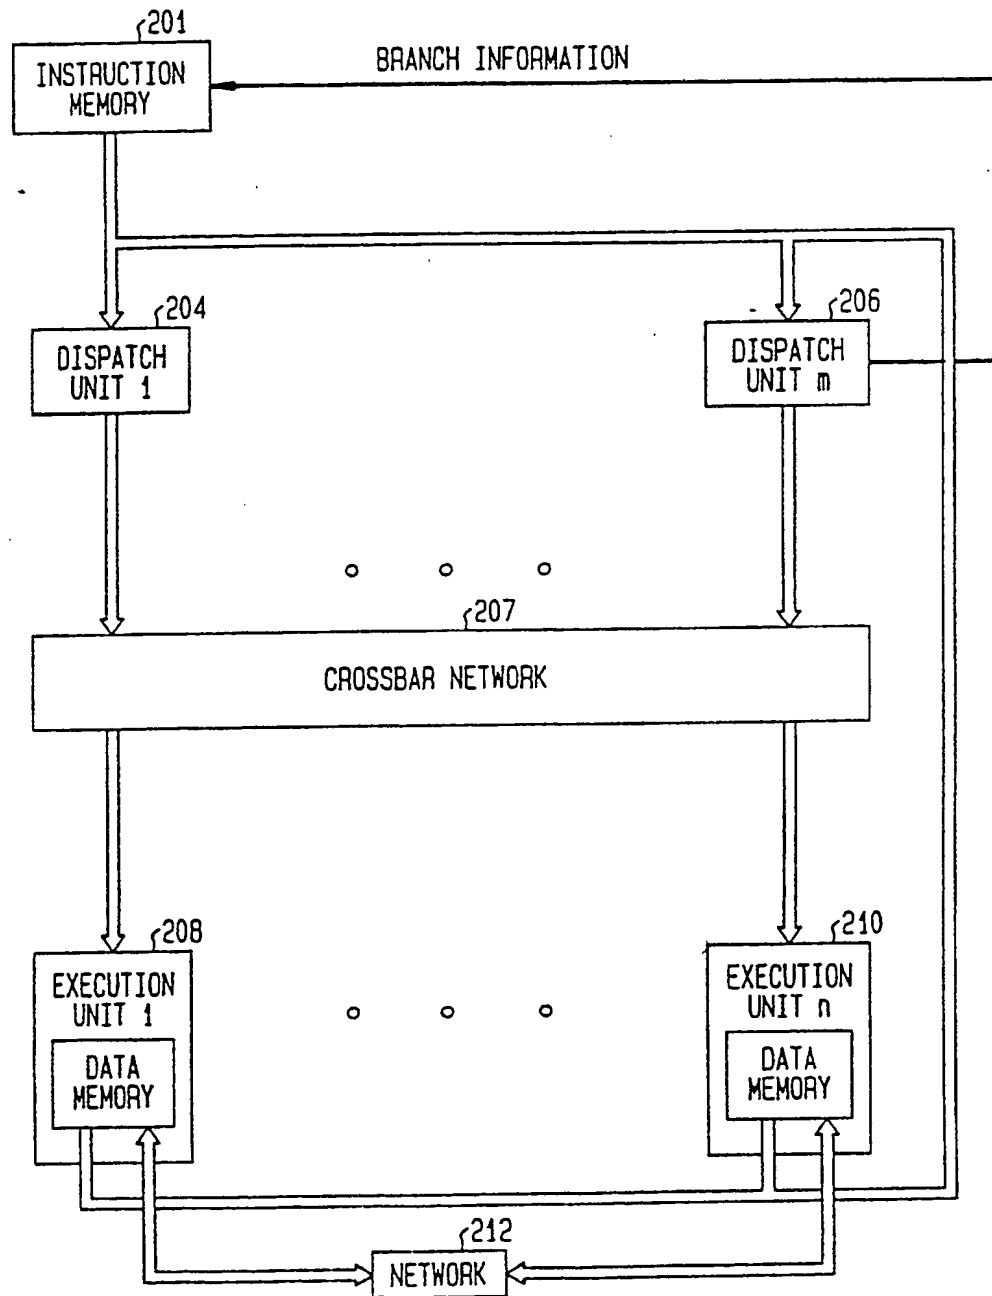 201
INSTRUCTION
MEMORY
BRANCH INFORMATION
204
DISPATCH
UNIT 1
206
DISPATCH
UNIT m
207
CROSSBAR NETWORK
208
EXECUTION
UNIT 1
DATA
MEMORY
210
EXECUTION
UNIT n
DATA
MEMORY
212
NETWORK